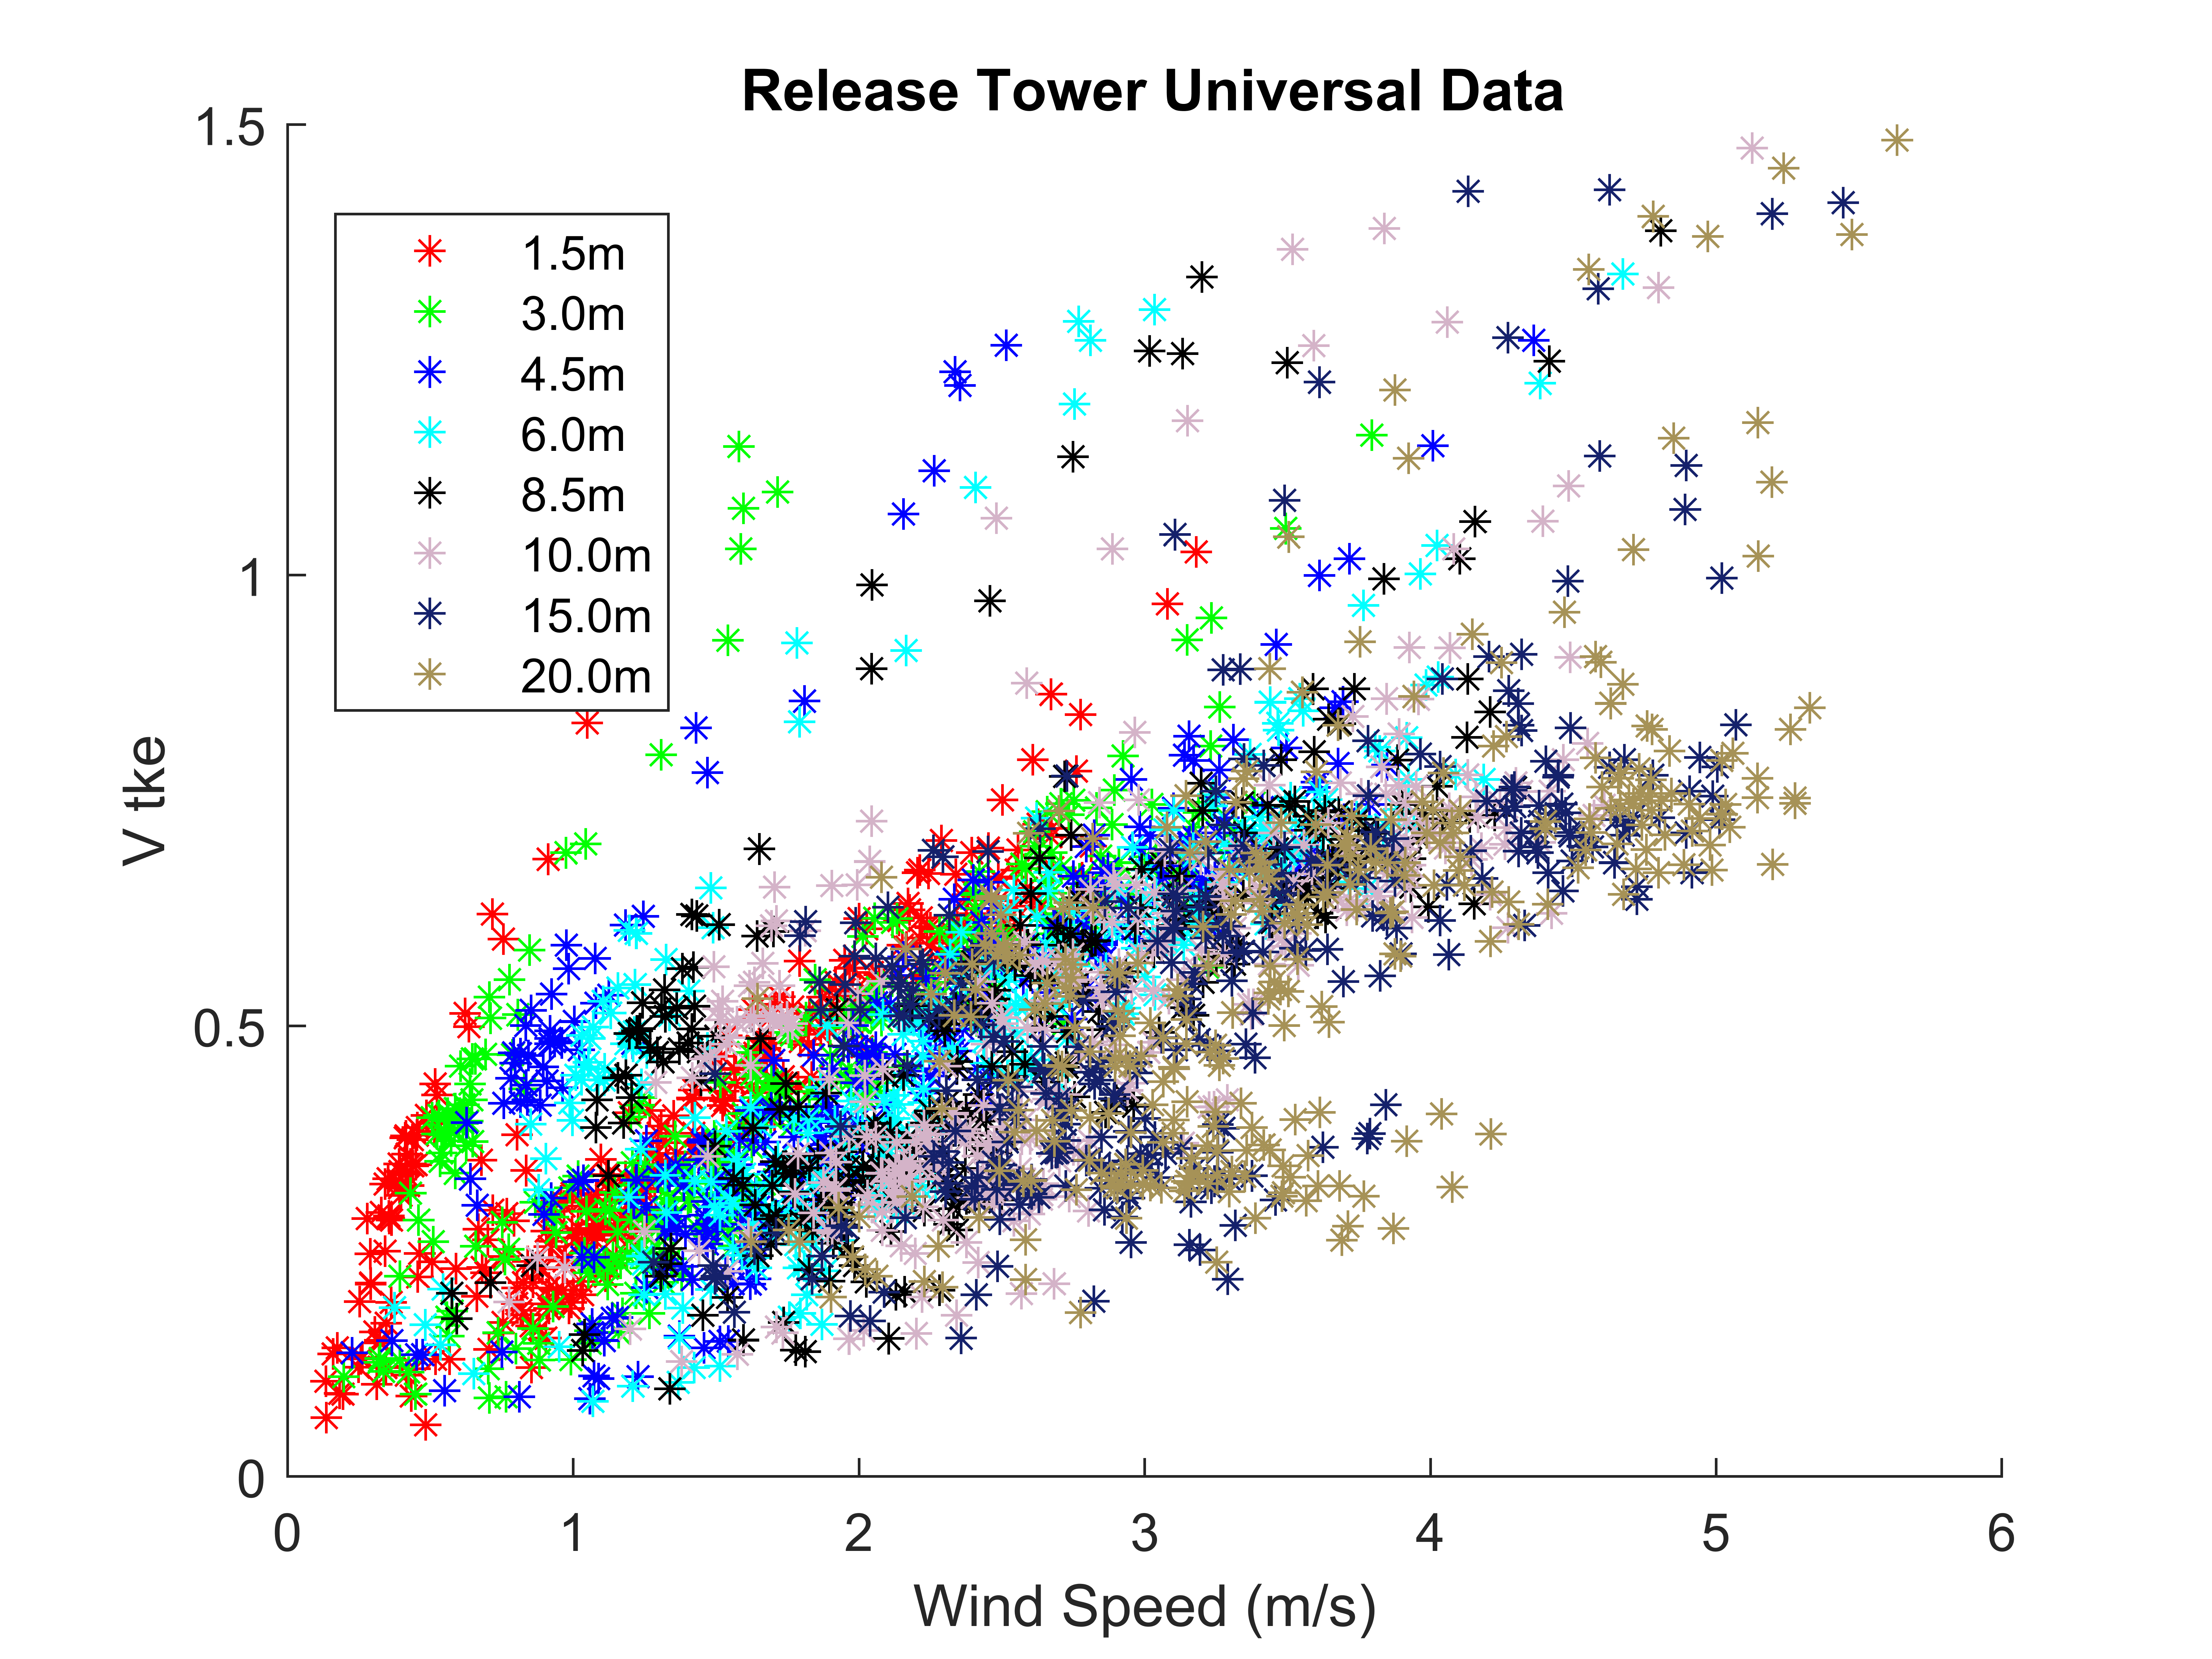 Release Tower Universal Data
1.5
1
0.5
0
V tke
1.5m
3.0m
4.5m
6.0m
8.5m
10.0m
15.0m
20.0m
0 1 2 3 4 5 6
Wind Speed (m/s)